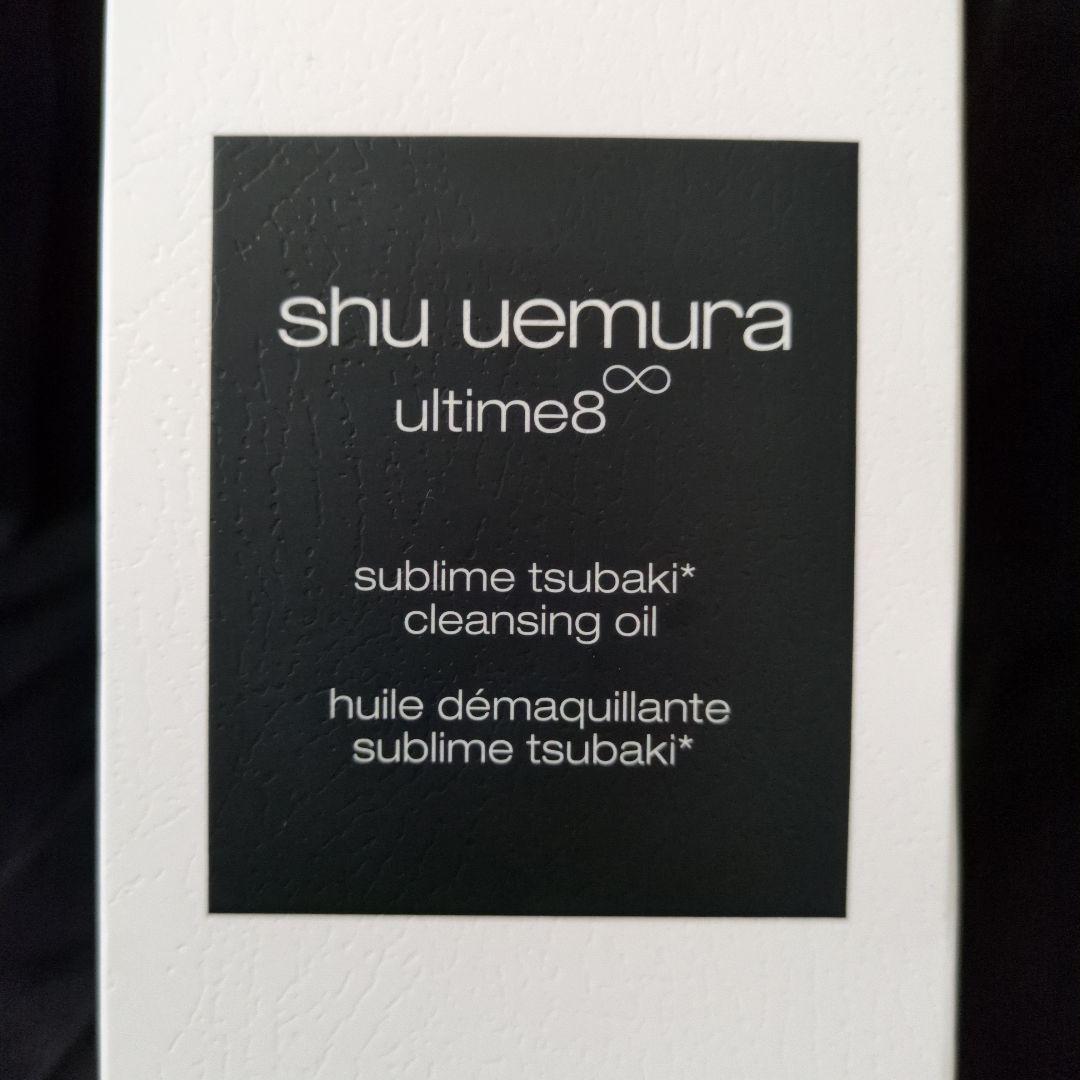 shu uemura
ultime8∞
sublime tsubaki*
cleansing oil
huile démaquillante
sublime tsubaki*